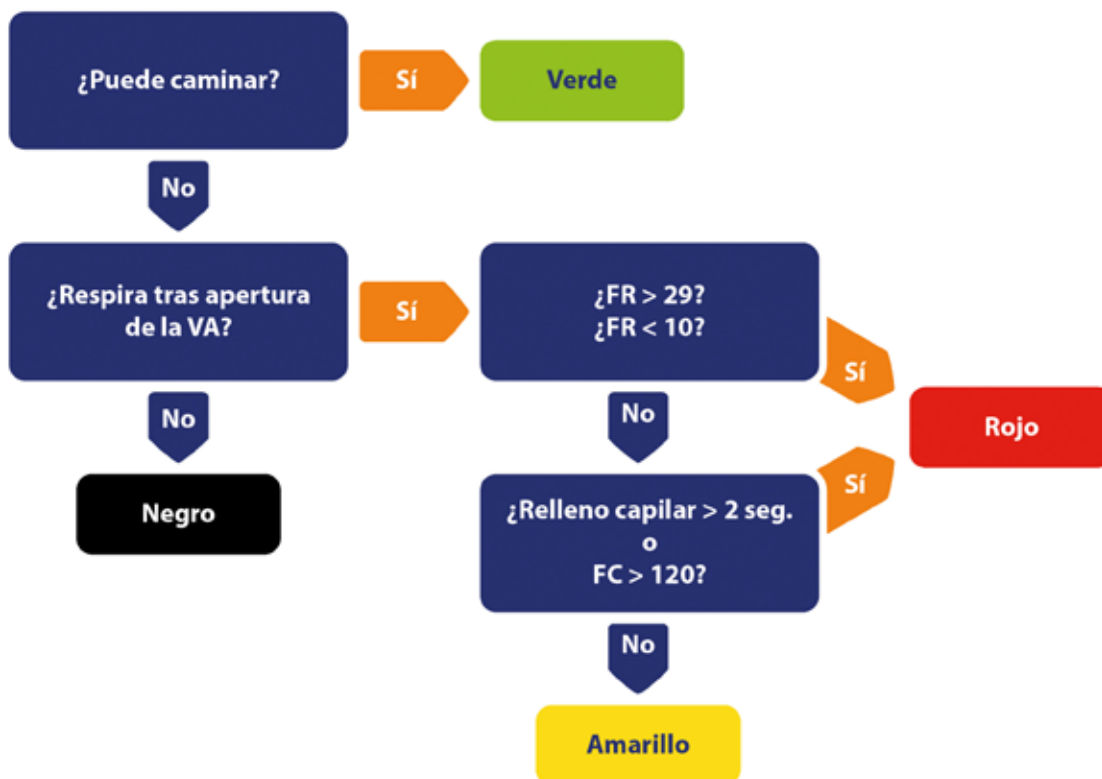 ¿Puede caminar?
Sí
Verde
No
¿Respira tras apertura
de la VA?
Sí
¿FR > 29?
¿FR < 10?
Sí
No
No
Rojo
Negro
¿Relleno capilar > 2 seg.
o
FC > 120?
Sí
No
Amarillo